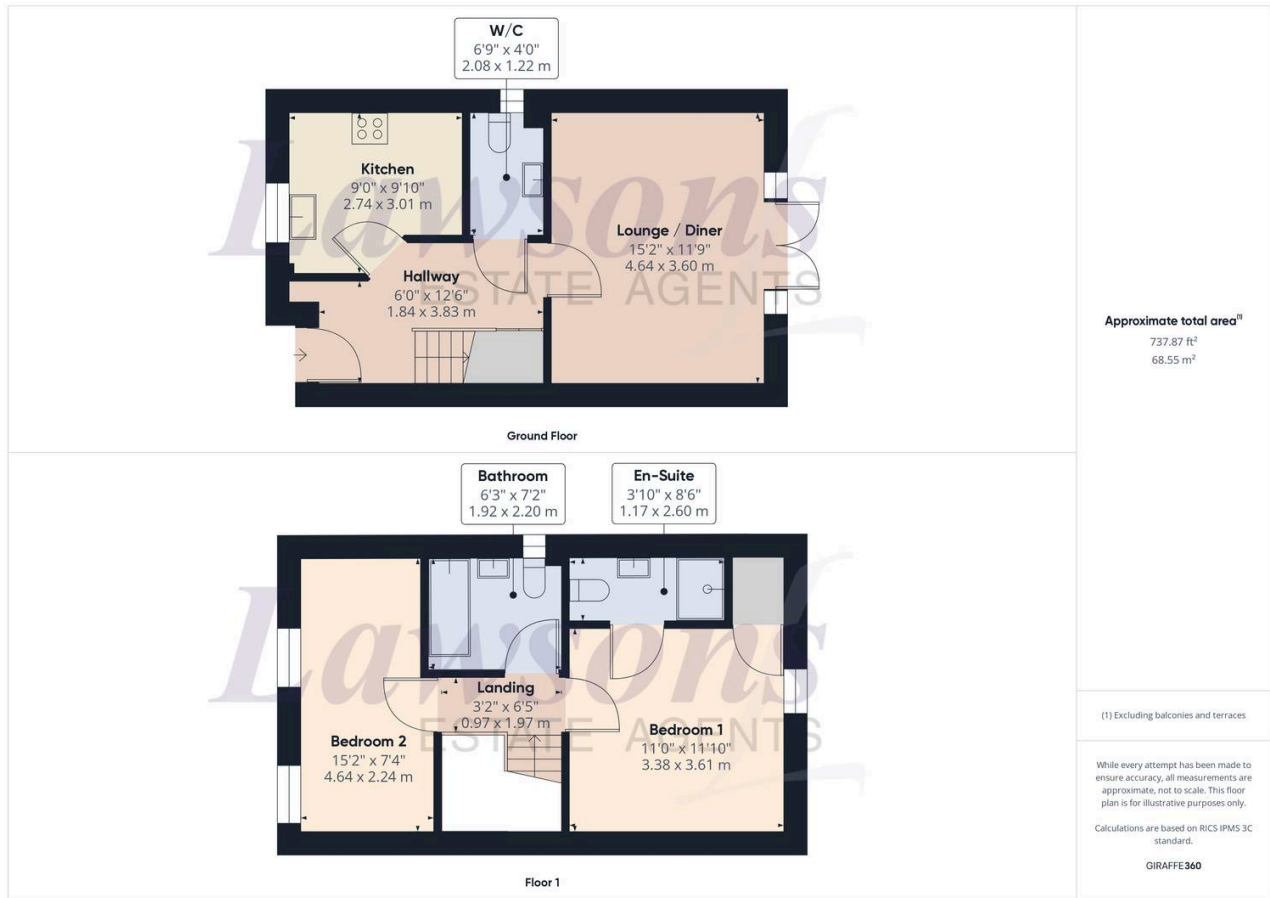 W/C
6'9" x 4'0"
2.08 x 1.22 m
Kitchen
9'0" x 9'10"
2.74 x 3.01 m
Lounge / Diner
15'2" x 11'9"
4.64 x 3.60 m
Hallway
6'0" x 12'6"
1.84 x 3.83 m
Lawsons
ESTATE AGENTS
Ground Floor
Bathroom
6'3" x 7'2"
1.92 x 2.20 m
En-Suite
3'10" x 8'6"
1.17 x 2.60 m
Landing
3'2" x 6'5"
0.97 x 1.97 m
Bedroom 2
15'2" x 7'4"
4.64 x 2.24 m
Bedroom 1
11'0" x 11'10"
3.38 x 3.61 m
Lawsons
ESTATE AGENTS
Floor 1
Approximate total area(1)
737.87 ft²
68.55 m²
(1) Excluding balconies and terraces
While every attempt has been made to
ensure accuracy, all measurements are
approximate, not to scale. This floor
plan is for illustrative purposes only.
Calculations are based on RICS IPMS 3C
standard.
GIRAFFE360